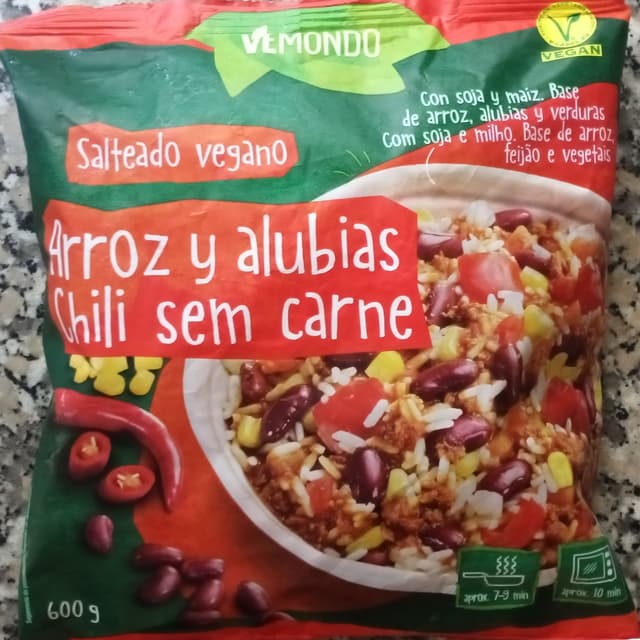 VEMONDO
V
VEGAN
Con soja y maíz. Base
de arroz, alubias y verduras
Com soja e milho. Base de arroz,
feijão e vegetais
Salteado vegano
Arroz y alubias
Chili sem carne
600 g
aprox. 7-9 min
aprox. 10 min